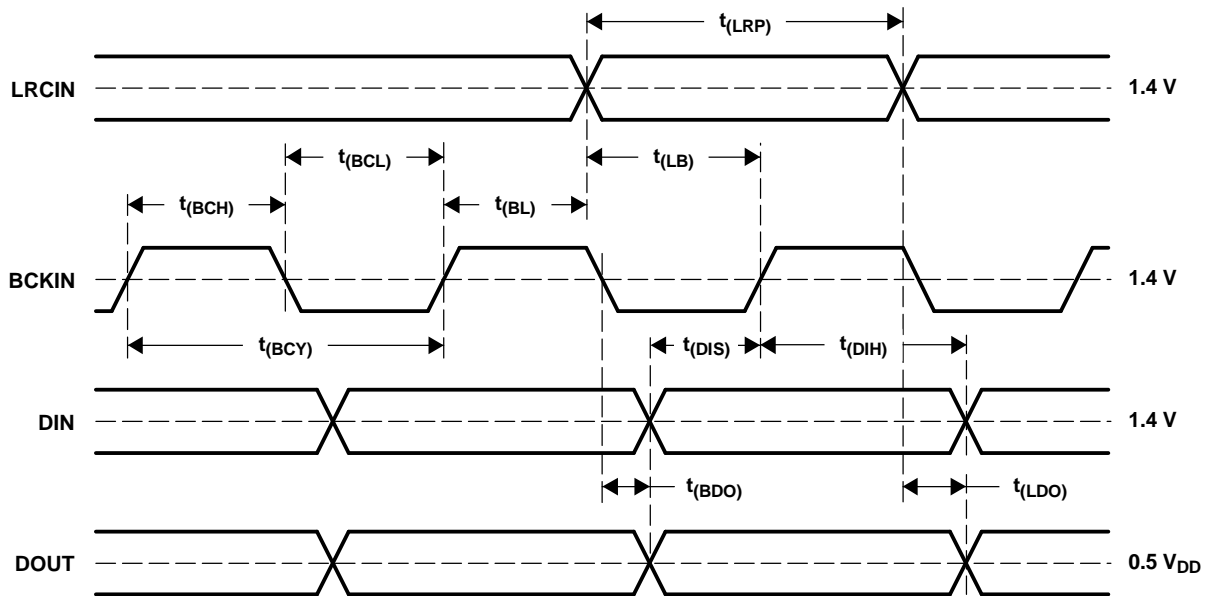 t(LRP)
LRCIN
1.4 V
t(BCL)
t(LB)
t(BCH)
t(BL)
BCKIN
1.4 V
t(BCY)
t(DIS)
t(DIH)
DIN
1.4 V
t(BDO)
t(LDO)
DOUT
0.5 VDD